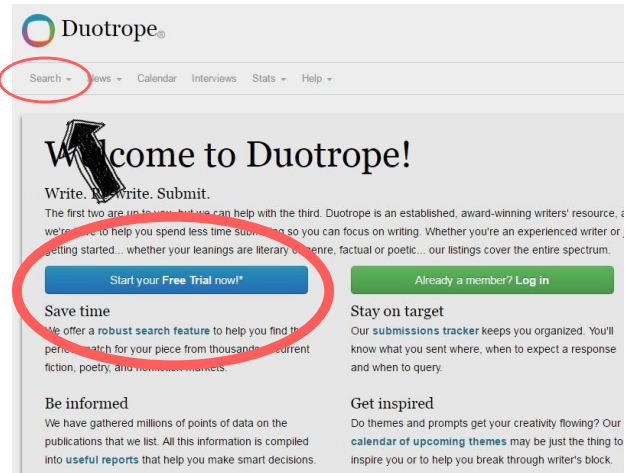 Duotrope®
Search News Calendar Interviews Stats Help
Welcome to Duotrope!
Write. Rewrite. Submit.
The first two are up to you, but we can help with the third. Duotrope is an established, award-winning writers' resource,
we're here to help you spend less time submitting so you can focus on writing. Whether you're an experienced writer or
getting started... whether your leanings are literary or genre, factual or poetic... our listings cover the entire spectrum.
Start your Free Trial now!*
Already a member? Log in
Save time
We offer a robust search feature to help you find the
perfect match for your piece from thousands of current
fiction, poetry, and nonfiction markets.
Stay on target
Our submissions tracker keeps you organized. You'll
know what you sent where, when to expect a response
and when to query.
Be informed
We have gathered millions of points of data on the
publications that we list. All this information is compiled
into useful reports that help you make smart decisions.
Get inspired
Do themes and prompts get your creativity flowing? Our
calendar of upcoming themes may be just the thing to
inspire you or to help you break through writer's block.